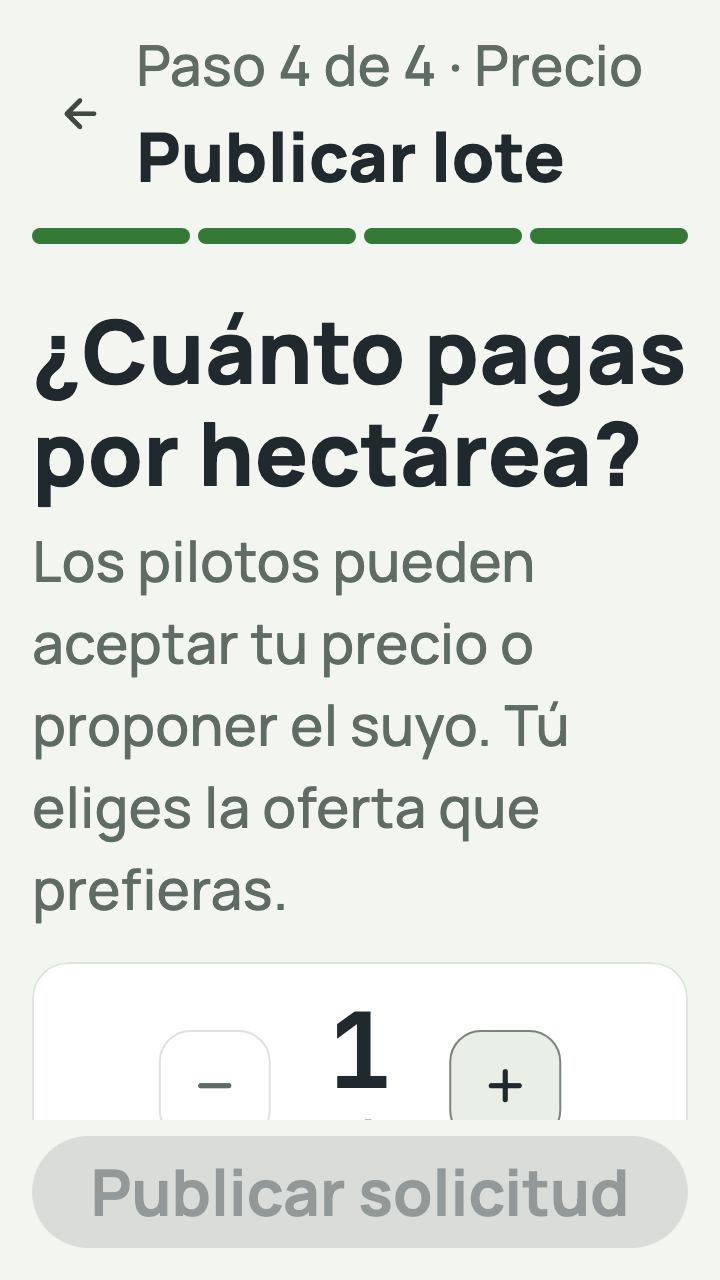 Paso 4 de 4 · Precio
Publicar lote
¿Cuánto pagas
por hectárea?
Los pilotos pueden
aceptar tu precio o
proponer el suyo. Tú
eliges la oferta que
prefieras.
− 1 +
Publicar solicitud